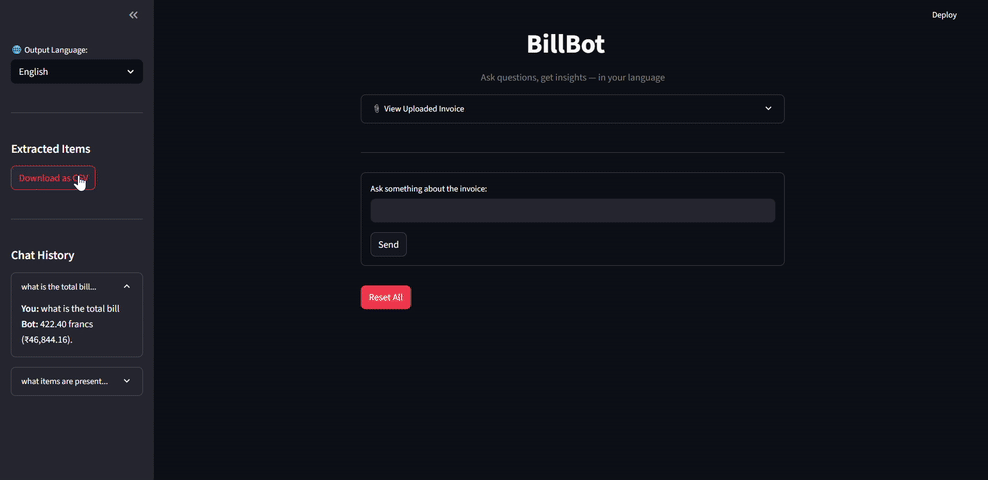 Deploy
Output Language:
English
Extracted Items
Download as
Chat History
what is the total bill...
You: what is the total bill
Bot: 422.40 francs
(₹46,844.16).
what items are present...
BillBot
Ask questions, get insights — in your language
View Uploaded Invoice
Ask something about the invoice:
Send
Reset All